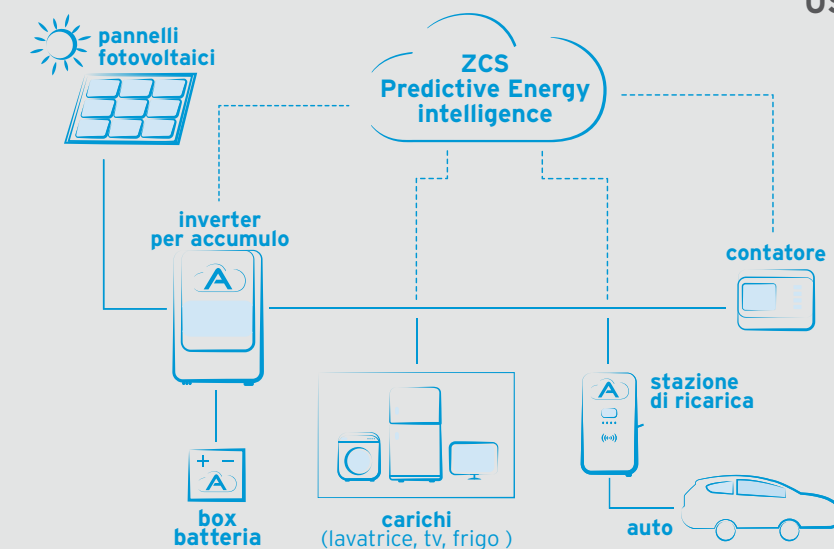 pannelli
fotovoltaici
ZCS
Predictive Energy
intelligence
inverter
per accumulo
A
contatore
stazione
di ricarica
A
+ -
A
box
batteria
carichi
(lavatrice, tv, frigo )
auto